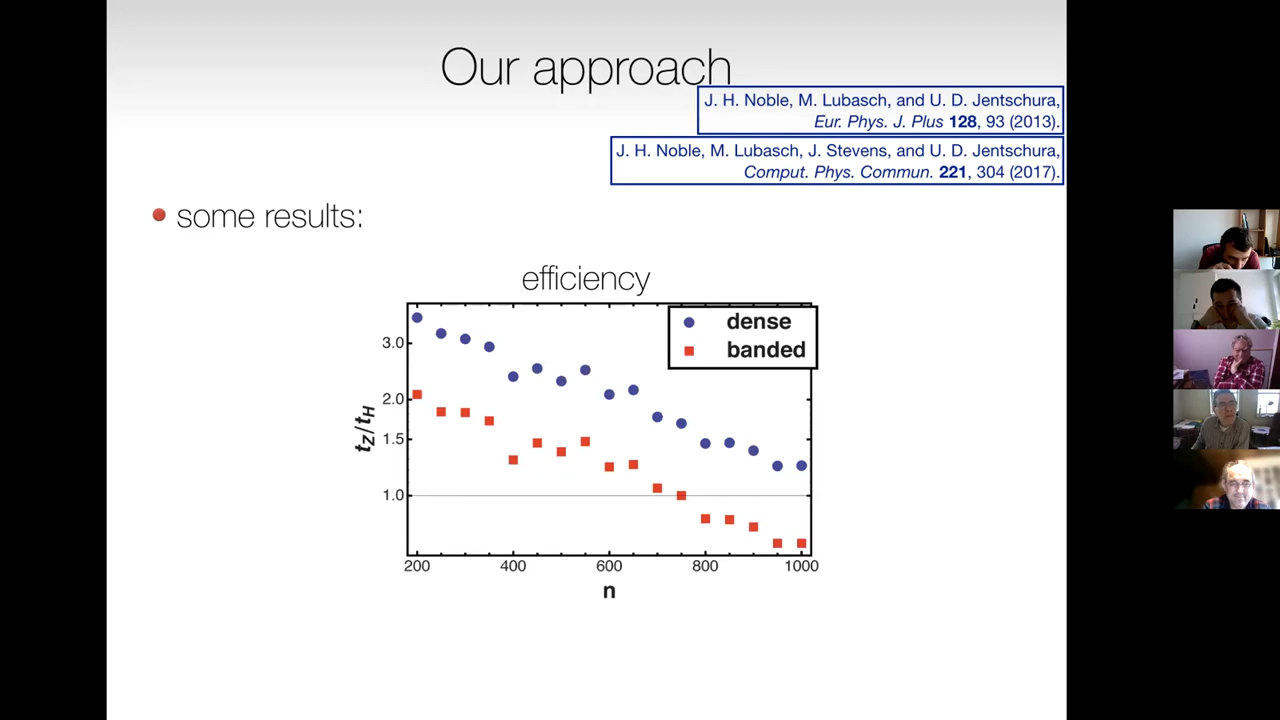 Our approach
J. H. Noble, M. Lubasch, and U. D. Jentschura,
Eur. Phys. J. Plus 128, 93 (2013).
J. H. Noble, M. Lubasch, J. Stevens, and U. D. Jentschura,
Comput. Phys. Commun. 221, 304 (2017).
some results:
efficiency
dense
banded
3.0
2.0
1.5
1.0
tZ/tH
200 400 600 800 1000
n